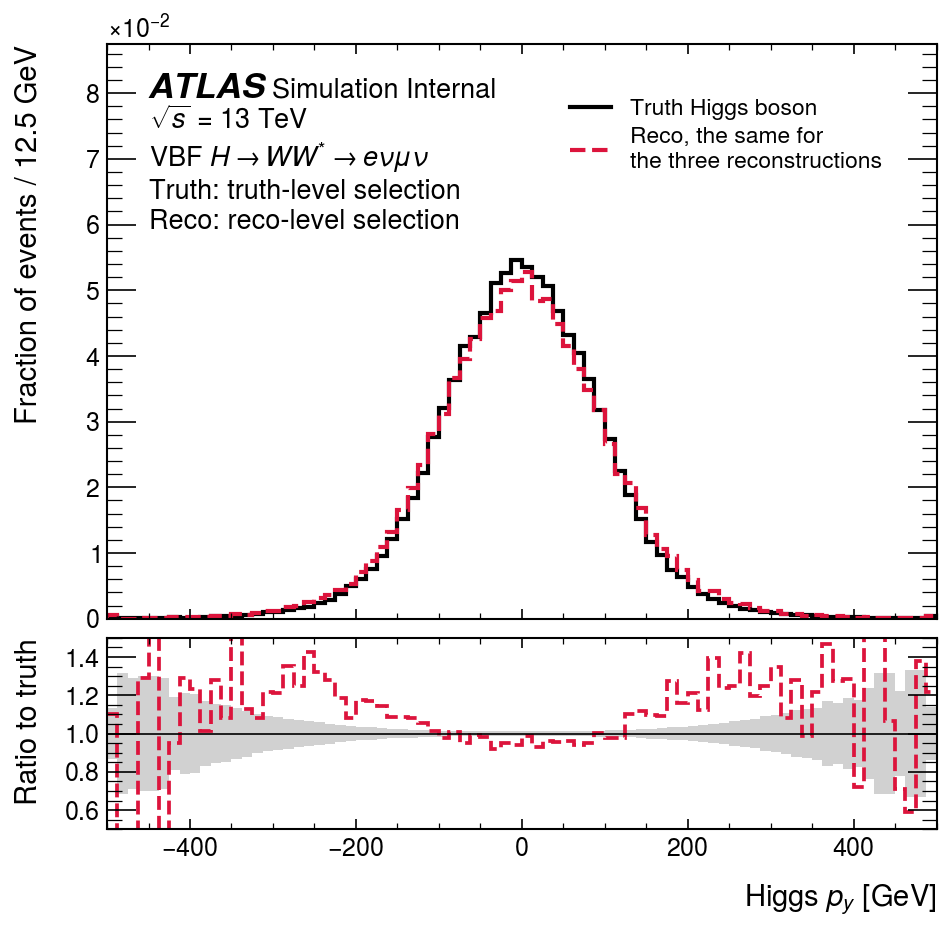 ×10⁻²
ATLAS Simulation Internal
√s = 13 TeV
VBF H → WW* → eνμν
Truth: truth-level selection
Reco: reco-level selection
Truth Higgs boson
Reco, the same for
the three reconstructions
Fraction of events / 12.5 GeV
8
7
6
5
4
3
2
1
0
Ratio to truth
1.4
1.2
1.0
0.8
0.6
−400
−200
0
200
400
Higgs p_y [GeV]